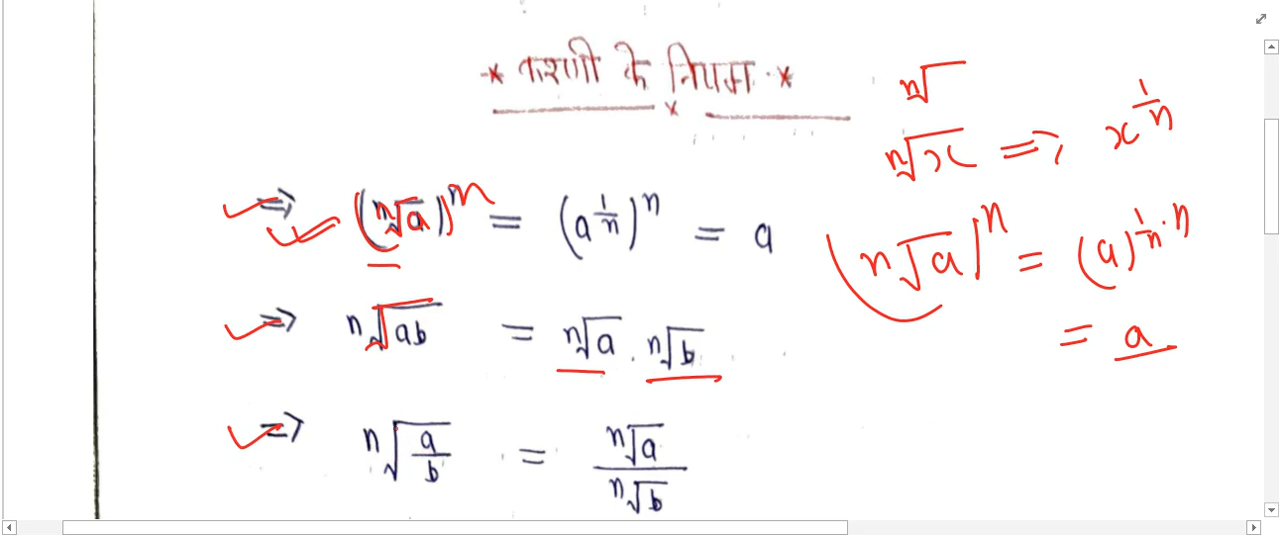 * करणी के नियम *
x
ⁿ√
ⁿ√x => x^(1/n)
=> (ⁿ√a)^m = (a^(1/n))^n = a
(ⁿ√a)^n = (a)^(1/n·n)
= a
=> ⁿ√ab = ⁿ√a . ⁿ√b
=> ⁿ√(a/b) = ⁿ√a / ⁿ√b